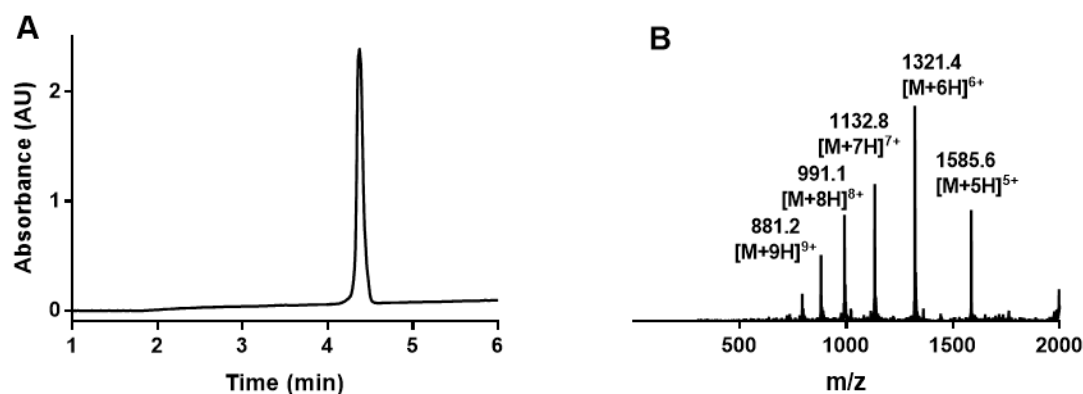 A
Absorbance (AU)
2
1
0
1 2 3 4 5 6
Time (min)
B
1321.4
[M+6H]6+
1132.8
[M+7H]7+
1585.6
[M+5H]5+
991.1
[M+8H]8+
881.2
[M+9H]9+
500 1000 1500 2000
m/z